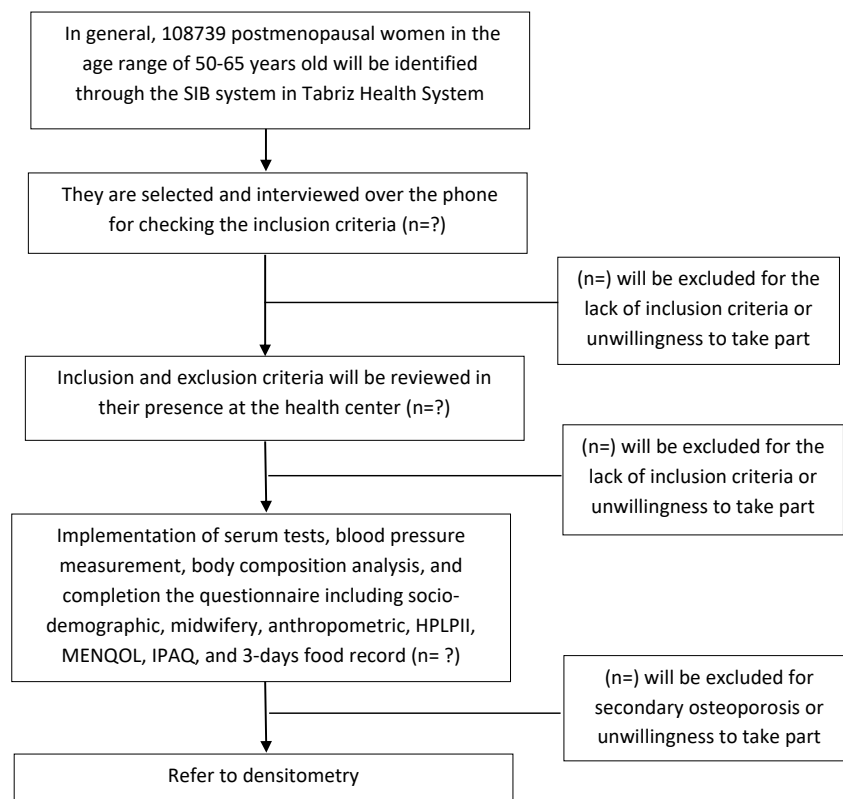 In general, 108739 postmenopausal women in the
age range of 50-65 years old will be identified
through the SIB system in Tabriz Health System
They are selected and interviewed over the phone
for checking the inclusion criteria (n=?)
(n=) will be excluded for the
lack of inclusion criteria or
unwillingness to take part
Inclusion and exclusion criteria will be reviewed in
their presence at the health center (n=?)
(n=) will be excluded for the
lack of inclusion criteria or
unwillingness to take part
Implementation of serum tests, blood pressure
measurement, body composition analysis, and
completion the questionnaire including socio-
demographic, midwifery, anthropometric, HPLPII,
MENQOL, IPAQ, and 3-days food record (n= ?)
(n=) will be excluded for
secondary osteoporosis or
unwillingness to take part
Refer to densitometry